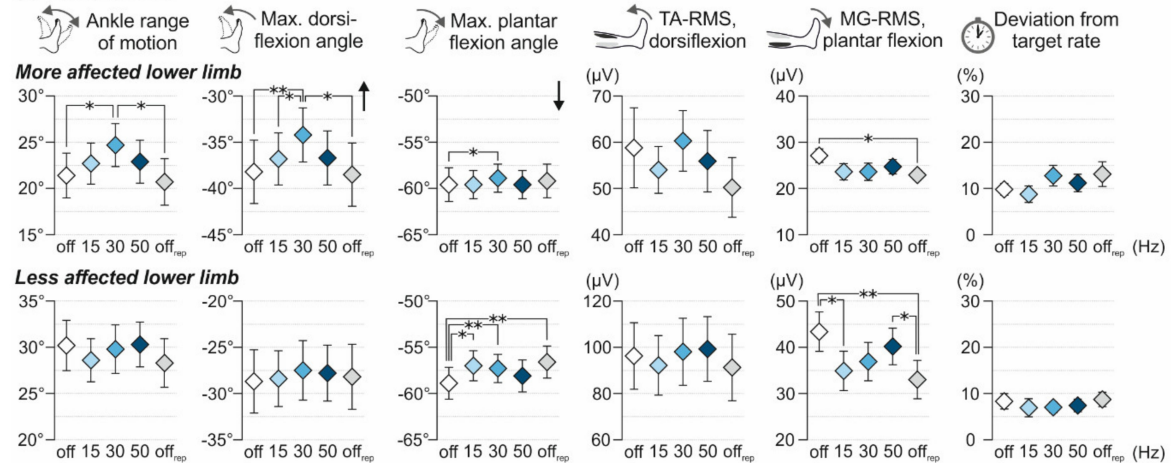 Ankle range of motion
Max. dorsi-flexion angle
Max. plantar flexion angle
TA-RMS, dorsiflexion
MG-RMS, plantar flexion
Deviation from target rate
More affected lower limb
(µV) (µV) (%)
30° -30° ** -50° 70 40 30
* * * *
25° -35° -55° 60 30 * 20
20° -40° -60° * 50 20 10
15° -45° -65° 40 10 0
off 15 30 50 off rep off 15 30 50 off rep off 15 30 50 off rep off 15 30 50 off rep off 15 30 50 off rep off 15 30 50 off rep (Hz)
Less affected lower limb
(µV) (µV) (%)
35° -20° -50° 120 50 ** 30
30° -25° -55° ** ** * 100 40 * * 20
25° -30° -60° 80 30 10
20° -35° -65° 60 20 0
off 15 30 50 off rep off 15 30 50 off rep off 15 30 50 off rep off 15 30 50 off rep off 15 30 50 off rep off 15 30 50 off rep (Hz)